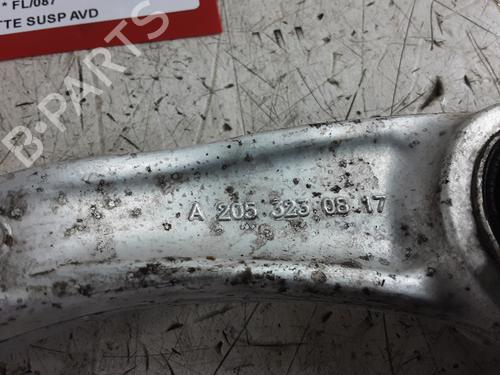 * FL/087
TTE SUSP AVD
B-PARTS
A 205 323 08 17